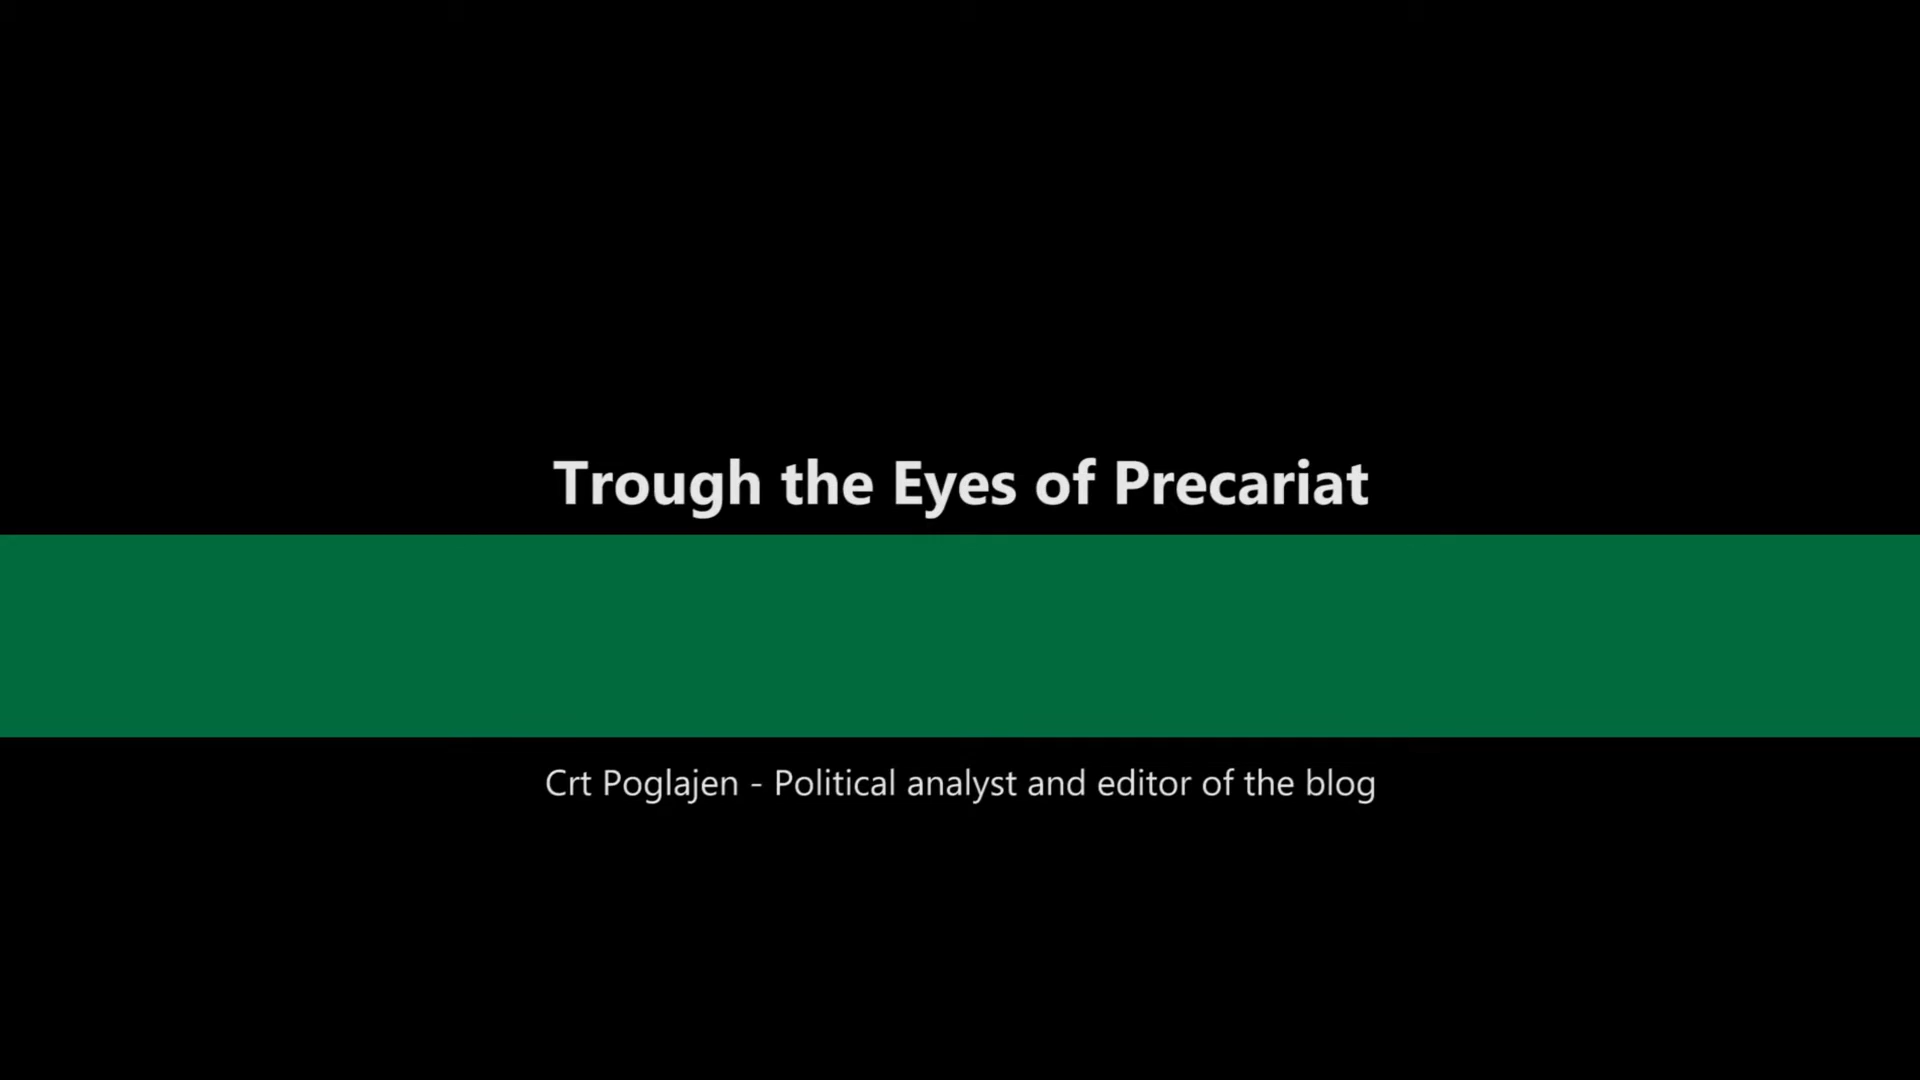 Trough the Eyes of Precariat
Crt Poglajen - Political analyst and editor of the blog